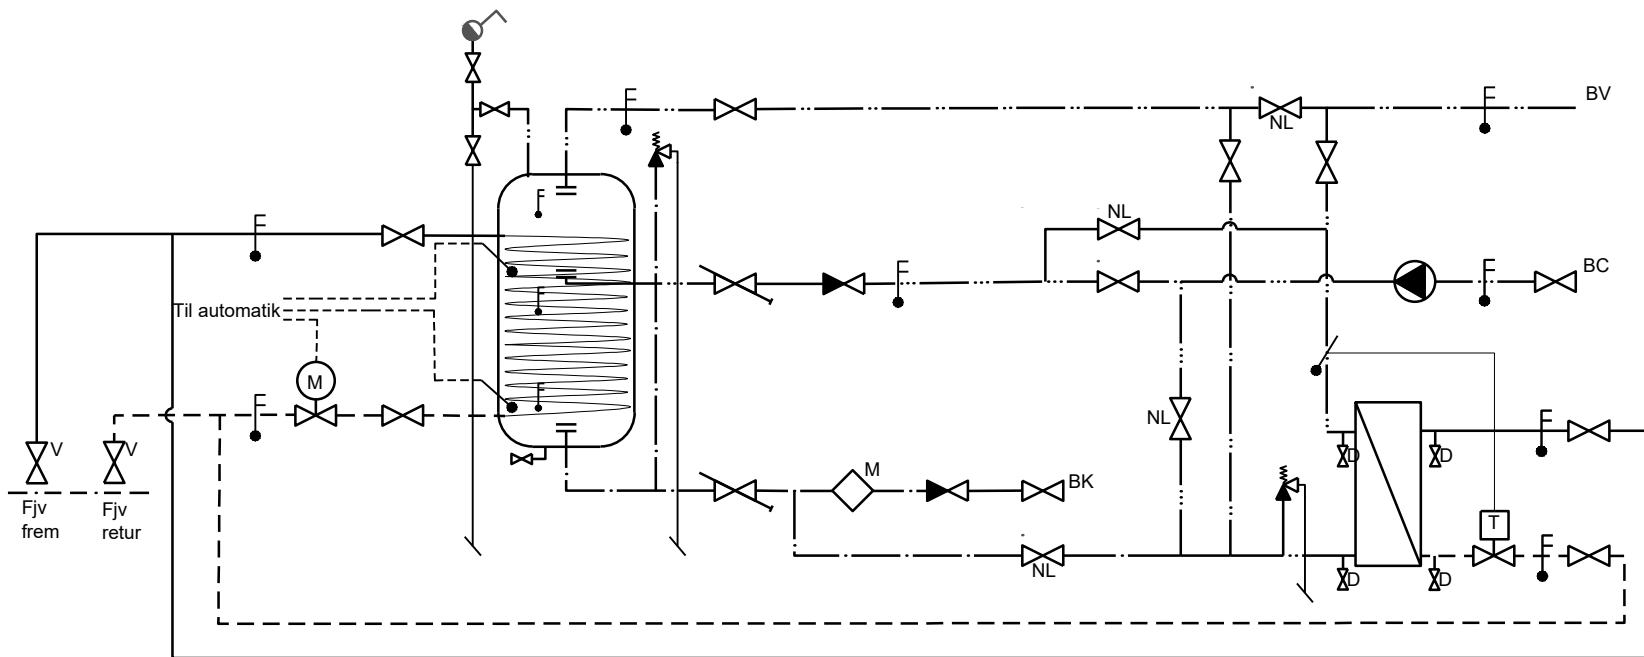 BV
NL
NL
BC
Til automatik
M
NL
V
V
D
D
M
BK
Fjv
frem
Fjv
retur
T
NL
D
D